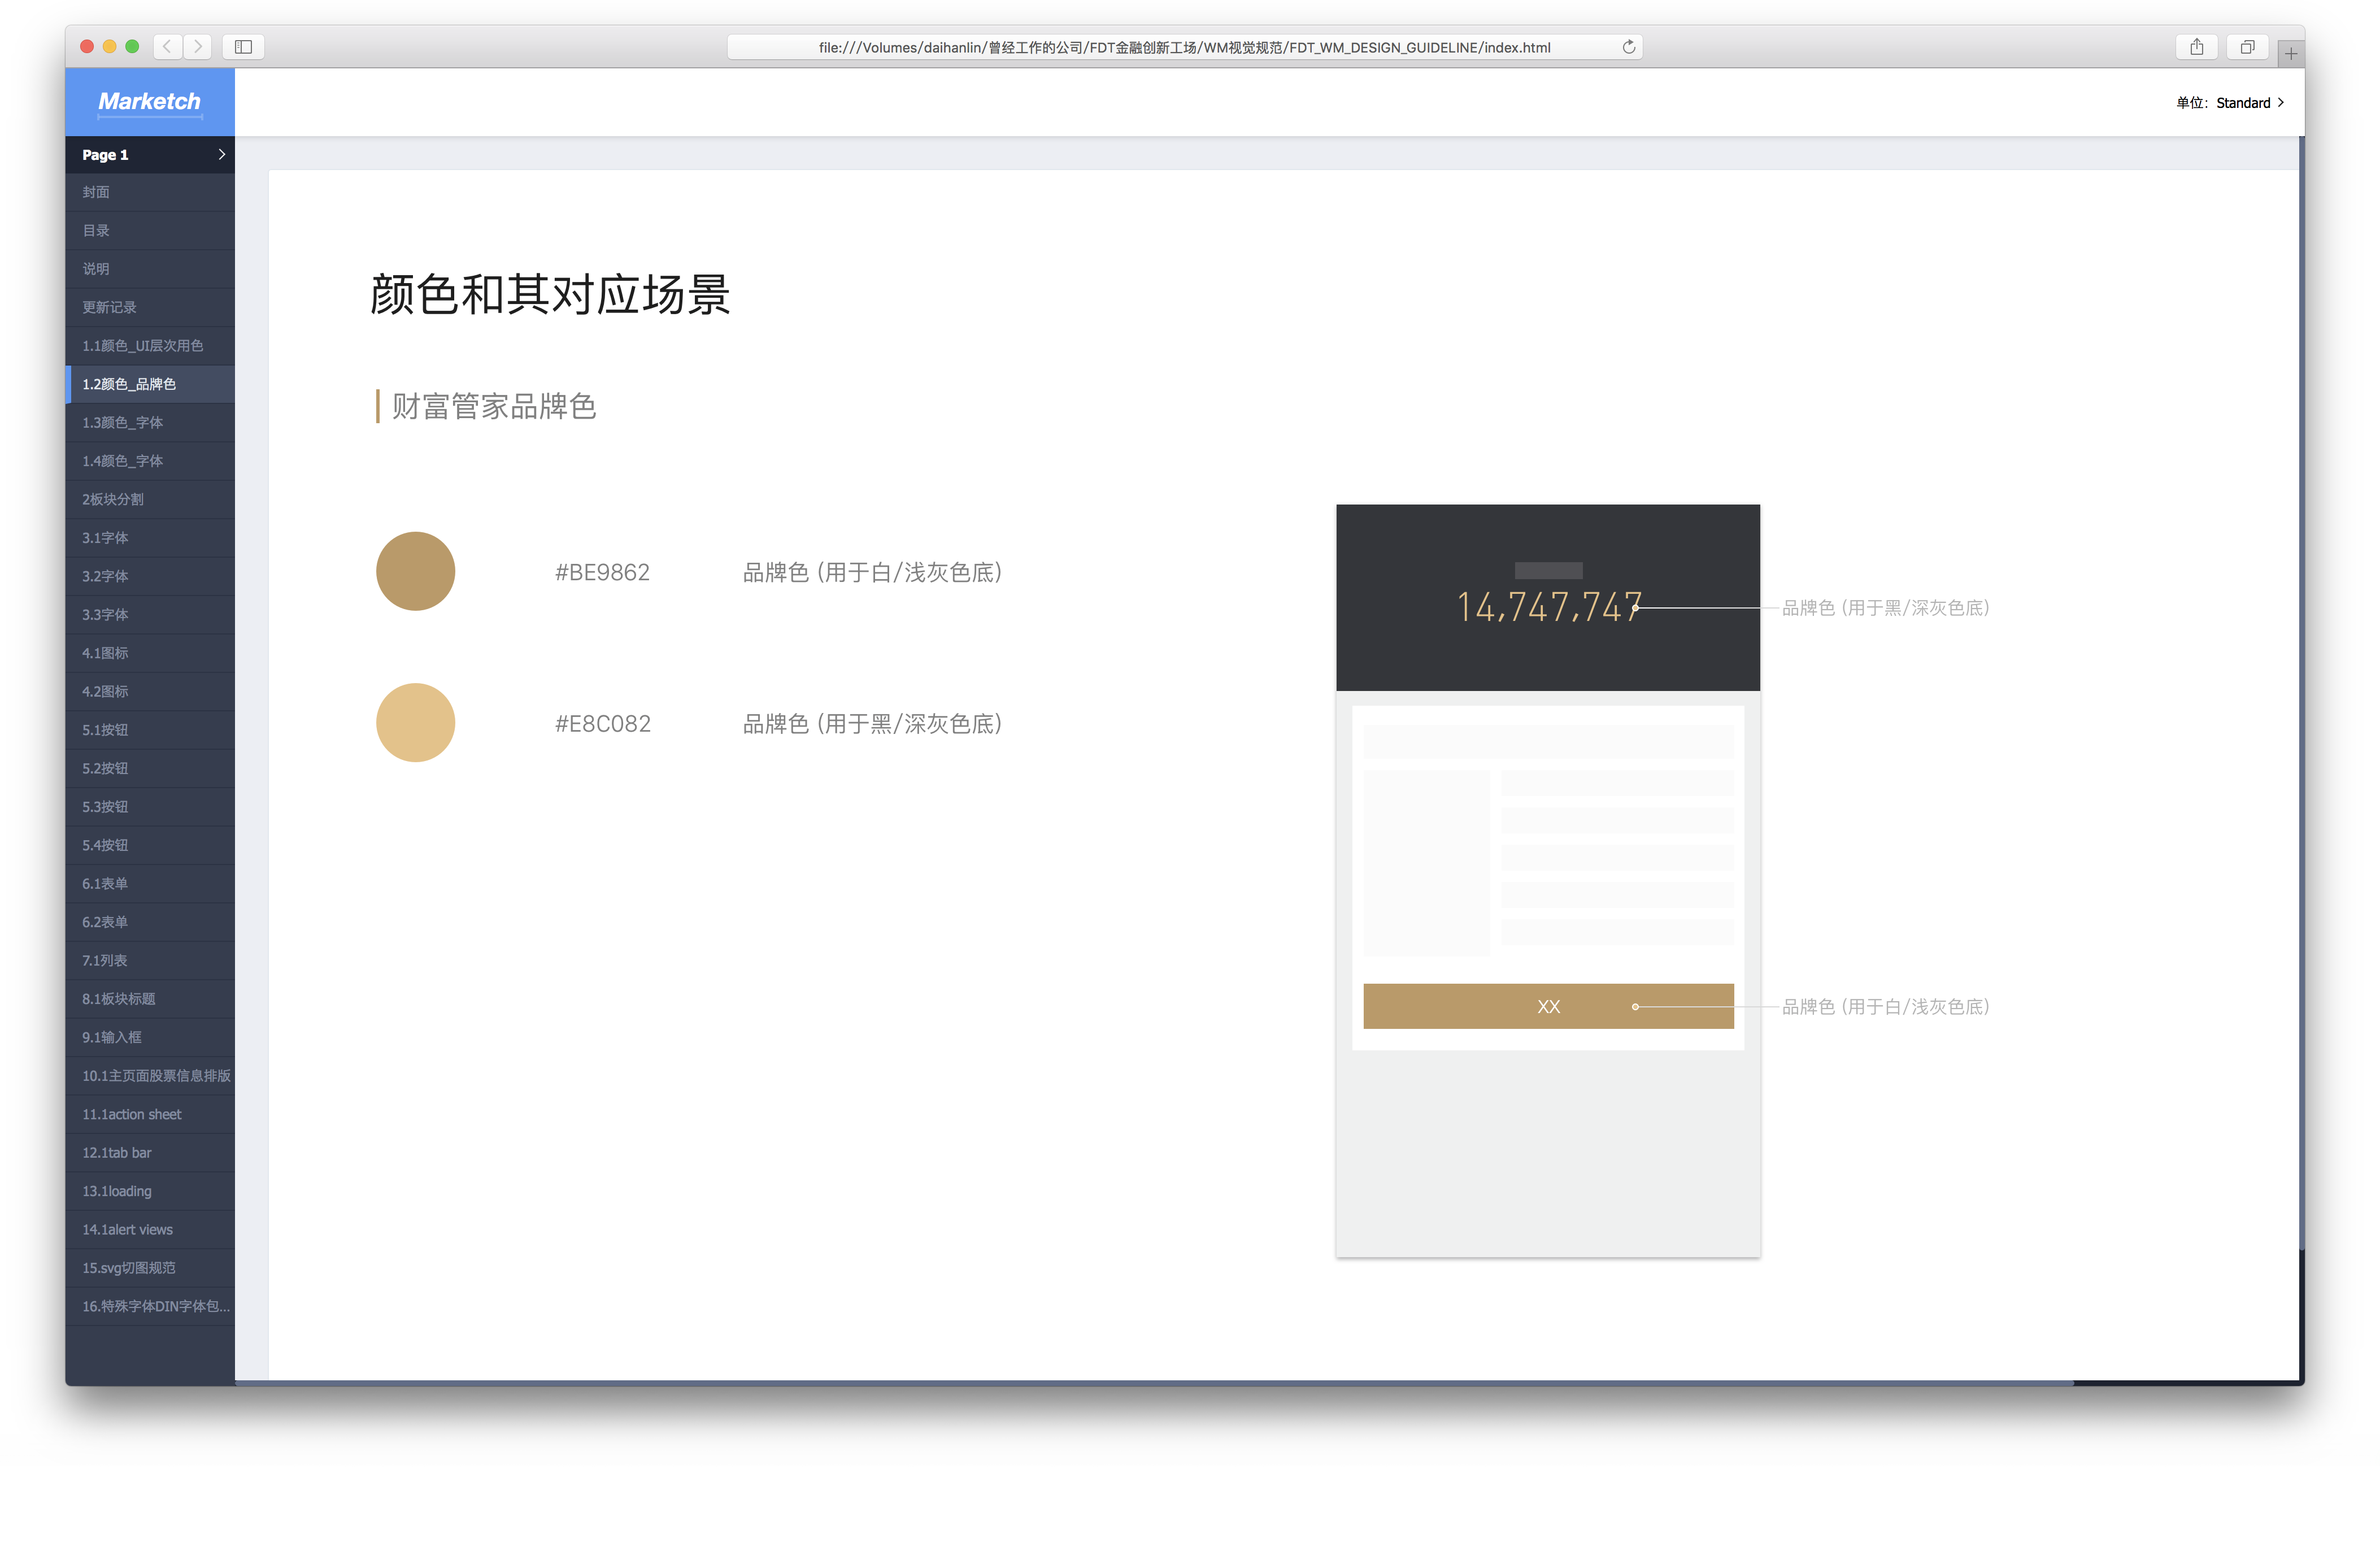 file:///Volumes/daihanlin/曾经工作的公司/FDT金融创新工场/WM视觉规范/FDT_WM_DESIGN_GUIDELINE/index.html
Marketch
单位: Standard
Page 1
封面
目录
说明
更新记录
1.1颜色_UI层次用色
1.2颜色_品牌色
1.3颜色_字体
1.4颜色_字体
2板块分割
3.1字体
3.2字体
3.3字体
4.1图标
4.2图标
5.1按钮
5.2按钮
5.3按钮
5.4按钮
6.1表单
6.2表单
7.1列表
8.1板块标题
9.1输入框
10.1主页面股票信息排版
11.1action sheet
12.1tab bar
13.1loading
14.1alert views
15.svg切图规范
16.特殊字体DIN字体包...
颜色和其对应场景
财富管家品牌色
#BE9862 品牌色 (用于白/浅灰色底)
#E8C082 品牌色 (用于黑/深灰色底)
14,747,747
品牌色 (用于黑/深灰色底)
XX
品牌色 (用于白/浅灰色底)